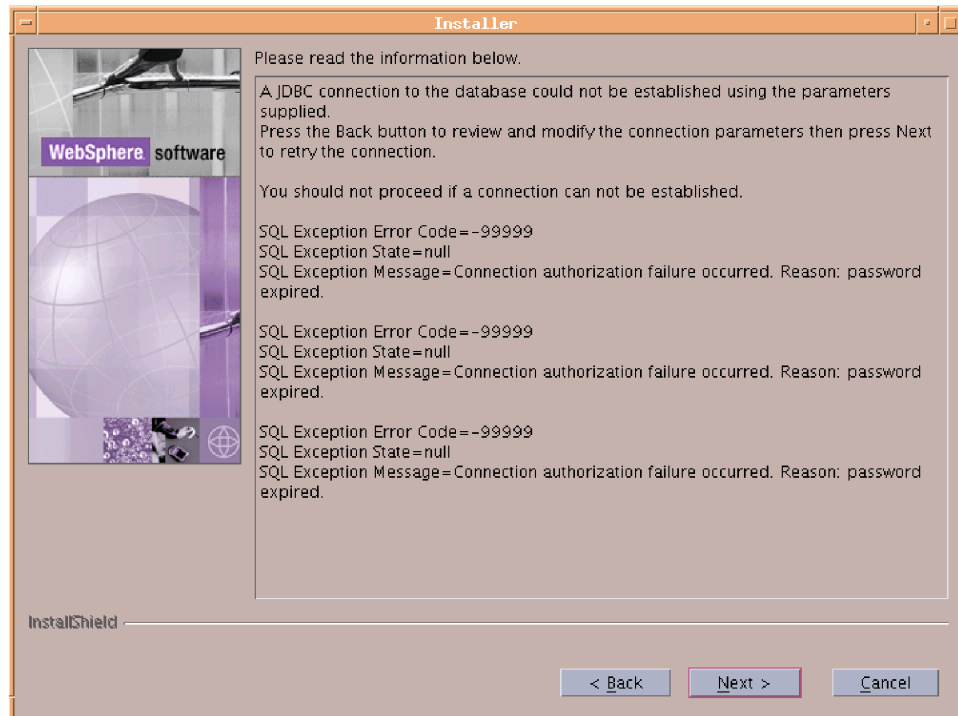 Installer
Please read the information below.
A JDBC connection to the database could not be established using the parameters
supplied.
Press the Back button to review and modify the connection parameters then press Next
to retry the connection.
You should not proceed if a connection can not be established.
SQL Exception Error Code=-99999
SQL Exception State=null
SQL Exception Message=Connection authorization failure occurred. Reason: password
expired.
SQL Exception Error Code=-99999
SQL Exception State=null
SQL Exception Message=Connection authorization failure occurred. Reason: password
expired.
SQL Exception Error Code=-99999
SQL Exception State=null
SQL Exception Message=Connection authorization failure occurred. Reason: password
expired.
WebSphere software
InstallShield
< Back Next > Cancel